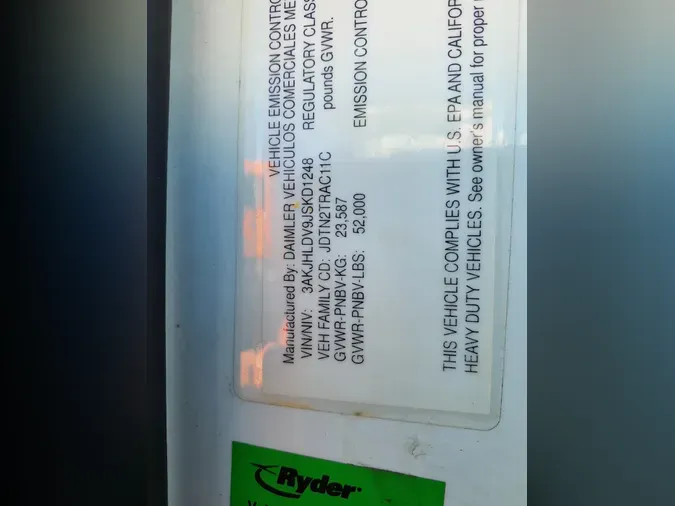 VEHICLE EMISSION CONTRO
Manufactured By: DAIMLER VEHICULOS COMERCIALES ME
VIN/NIV: 3AKJHLDV9JSKD1248 REGULATORY CLAS
VEH FAMILY CD: JDTN2TRAC11C pounds GVWR.
GVWR-PNBV-KG: 23,587
GVWR-PNBV-LBS: 52,000 EMISSION CONTRO
THIS VEHICLE COMPLIES WITH U.S. EPA AND CALIFOR
HEAVY DUTY VEHICLES. See owner's manual for proper
Ryder